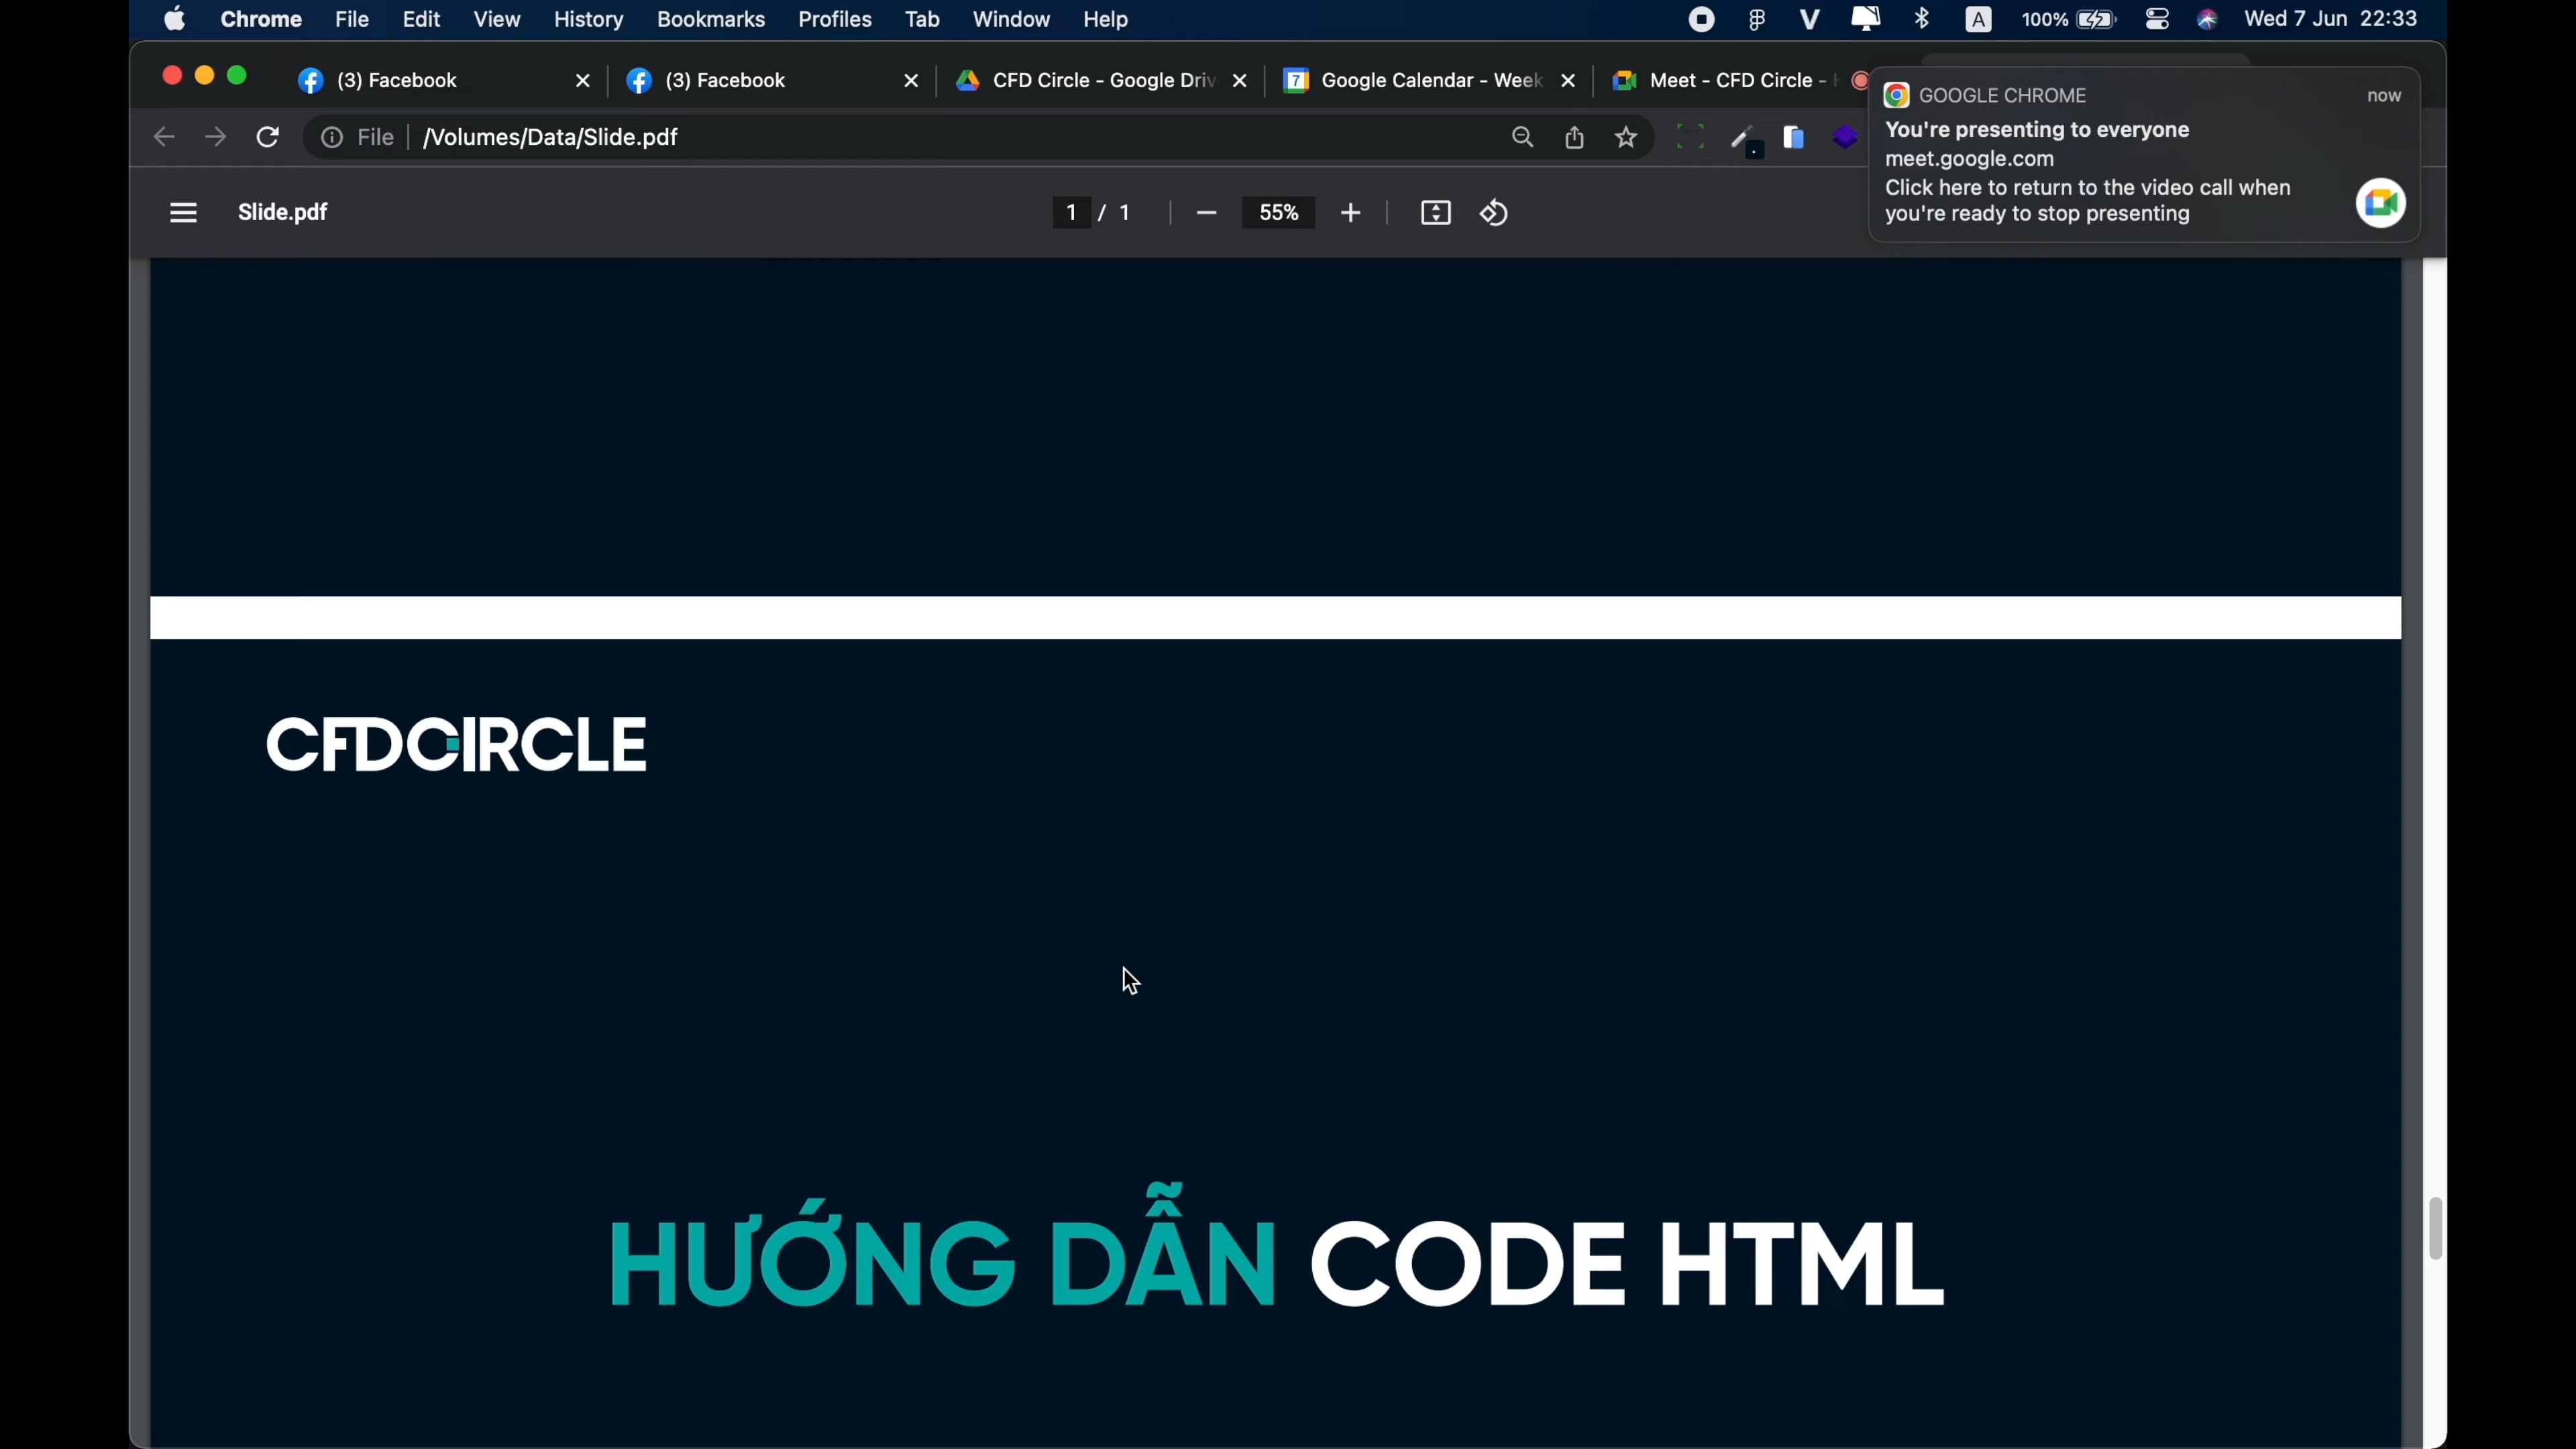 Chrome File Edit View History Bookmarks Profiles Tab Window Help A 100% Wed 7 Jun 22:33
(3) Facebook (3) Facebook CFD Circle - Google Driv 7 Google Calendar - Week Meet - CFD Circle -
File /Volumes/Data/Slide.pdf
Slide.pdf 1 / 1 55%
GOOGLE CHROME now
You're presenting to everyone
meet.google.com
Click here to return to the video call when
you're ready to stop presenting
CFDCIRCLE
HƯỚNG DẪN CODE HTML